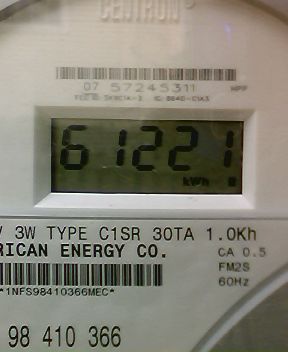 CENTRON
07 57245311
61221
kWh
V 3W TYPE C1SR 30TA 1.0Kh
RICAN ENERGY CO. CA 0.5
FM2S
*1NFS98410366MEC* 60Hz
98 410 366